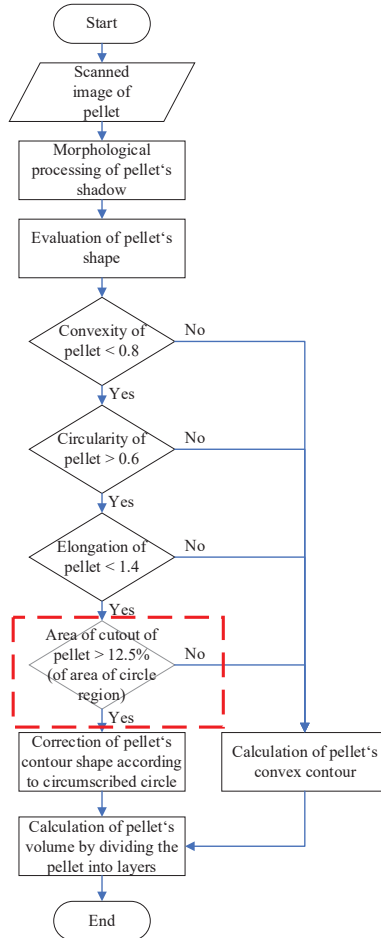 Start
Scanned
image of
pellet
Morphological
processing of pellet‘s
shadow
Evaluation of pellet‘s
shape
Convexity of
pellet < 0.8
No
Yes
Circularity of
pellet > 0.6
No
Yes
Elongation of
pellet < 1.4
No
Yes
Area of cutout of
pellet > 12.5%
(of area of circle
region)
No
Yes
Correction of pellet‘s
contour shape according
to circumscribed circle
Calculation of pellet‘s
convex contour
Calculation of pellet‘s
volume by dividing the
pellet into layers
End